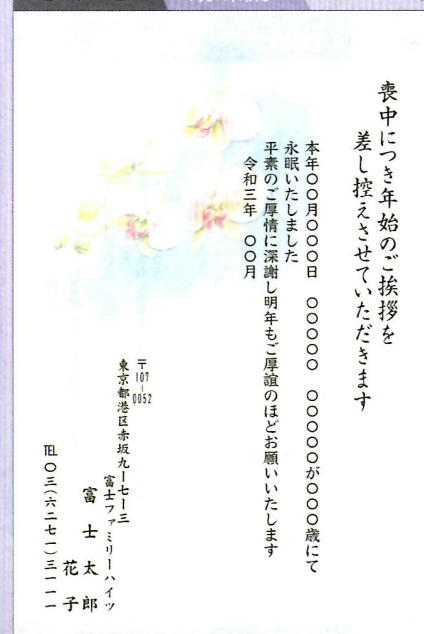 喪中につき年始のご挨拶を
差し控えさせていただきます
本年〇〇月〇〇〇日　〇〇〇〇〇　〇〇〇〇〇が〇〇〇歳にて
永眠いたしました
平素のご厚情に深謝し明年もご厚誼のほどお願いいたします
令和三年　〇〇月
〒107-0052
東京都港区赤坂九ー七ー三
富士ファミリーハイツ
富士太郎
花子
TEL〇三(六二七一)三一一一